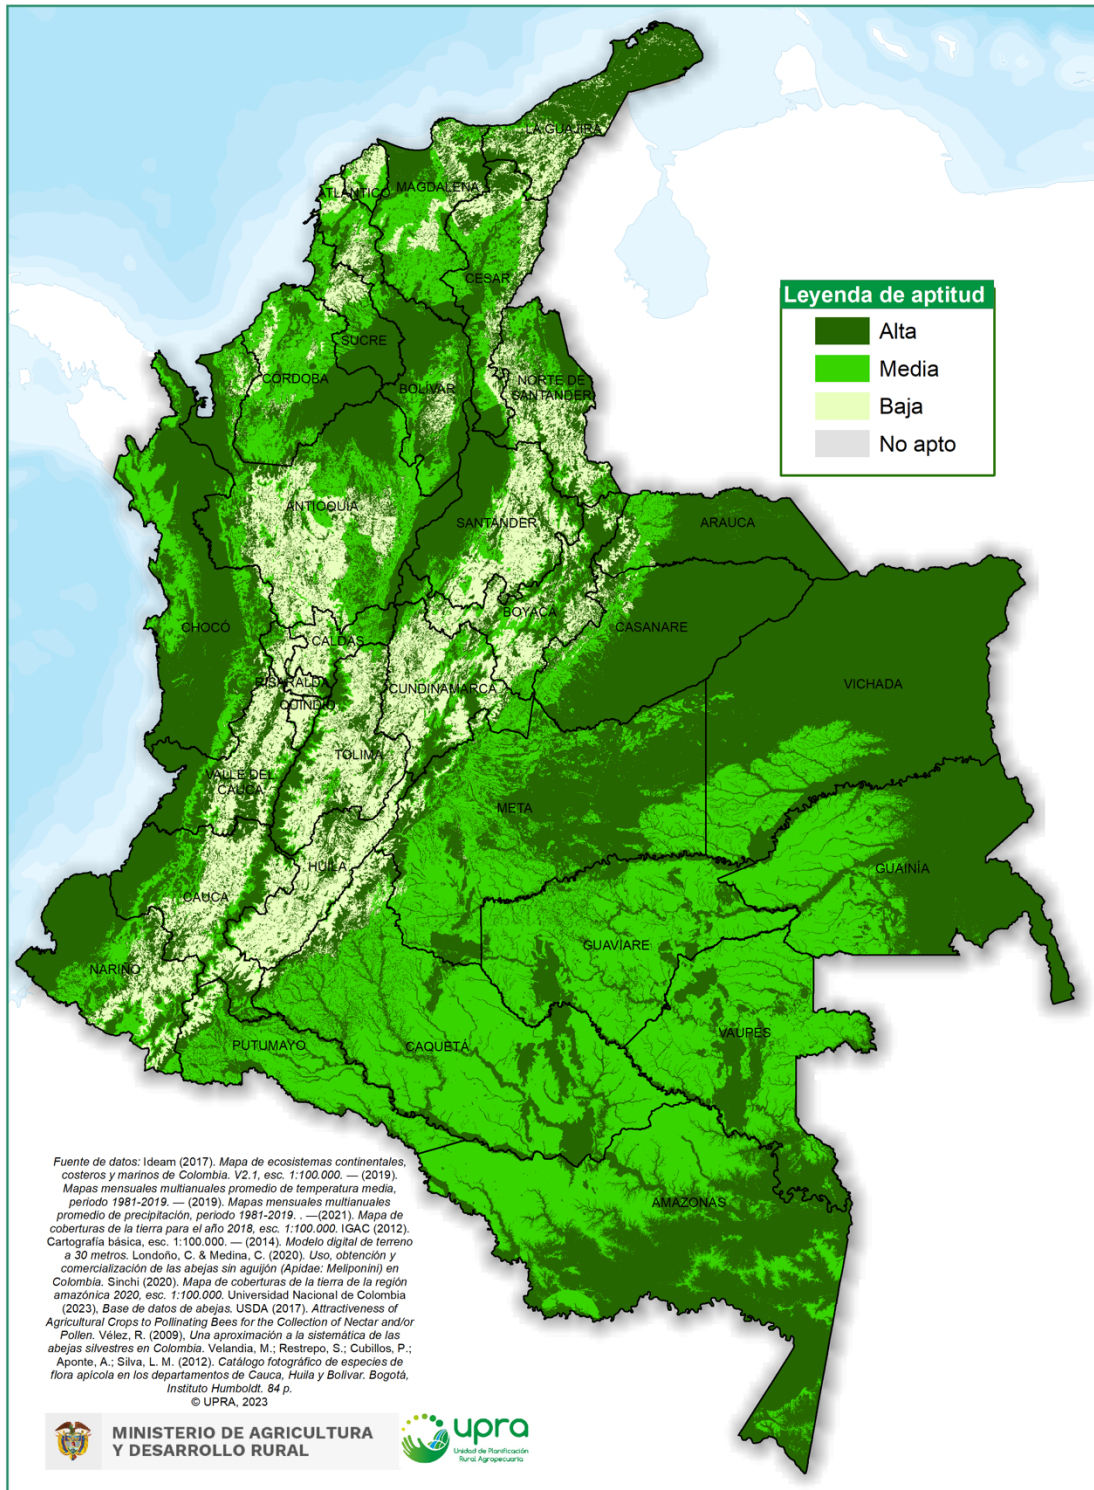 LA GUAJIRA
ATLÁNTICO
MAGDALENA
CESAR
Leyenda de aptitud
Alta
Media
Baja
No apto
SUCRE
CÓRDOBA
BOLÍVAR
NORTE DE
SANTANDER
ANTIOQUIA
SANTANDER
ARAUCA
BOYACÁ
CHOCÓ
CALDAS
CASANARE
RISARALDA
CUNDINAMARCA
VICHADA
QUINDÍO
TOLIMA
VALLE DEL
CAUCA
META
HUILA
GUAINÍA
CAUCA
GUAVIARE
NARIÑO
VAUPÉS
PUTUMAYO
CAQUETÁ
AMAZONAS
Fuente de datos: Ideam (2017). Mapa de ecosistemas continentales,
costeros y marinos de Colombia. V2.1, esc. 1:100.000. — (2019).
Mapas mensuales multianuales promedio de temperatura media,
periodo 1981-2019. — (2019). Mapas mensuales multianuales
promedio de precipitación, periodo 1981-2019. . —(2021). Mapa de
coberturas de la tierra para el año 2018, esc. 1:100.000. IGAC (2012).
Cartografía básica, esc. 1:100.000. — (2014). Modelo digital de terreno
a 30 metros. Londoño, C. & Medina, C. (2020). Uso, obtención y
comercialización de las abejas sin aguijón (Apidae: Meliponini) en
Colombia. Sinchi (2020). Mapa de coberturas de la tierra de la región
amazónica 2020, esc. 1:100.000. Universidad Nacional de Colombia
(2023), Base de datos de abejas. USDA (2017). Attractiveness of
Agricultural Crops to Pollinating Bees for the Collection of Nectar and/or
Pollen. Vélez, R. (2009), Una aproximación a la sistemática de las
abejas silvestres en Colombia. Velandia, M.; Restrepo, S.; Cubillos, P.;
Aponte, A.; Silva, L. M. (2012). Catálogo fotográfico de especies de
flora apícola en los departamentos de Cauca, Huila y Bolívar. Bogotá,
Instituto Humboldt. 84 p.
© UPRA, 2023
MINISTERIO DE AGRICULTURA
Y DESARROLLO RURAL
upra
Unidad de Planificación
Rural Agropecuaria